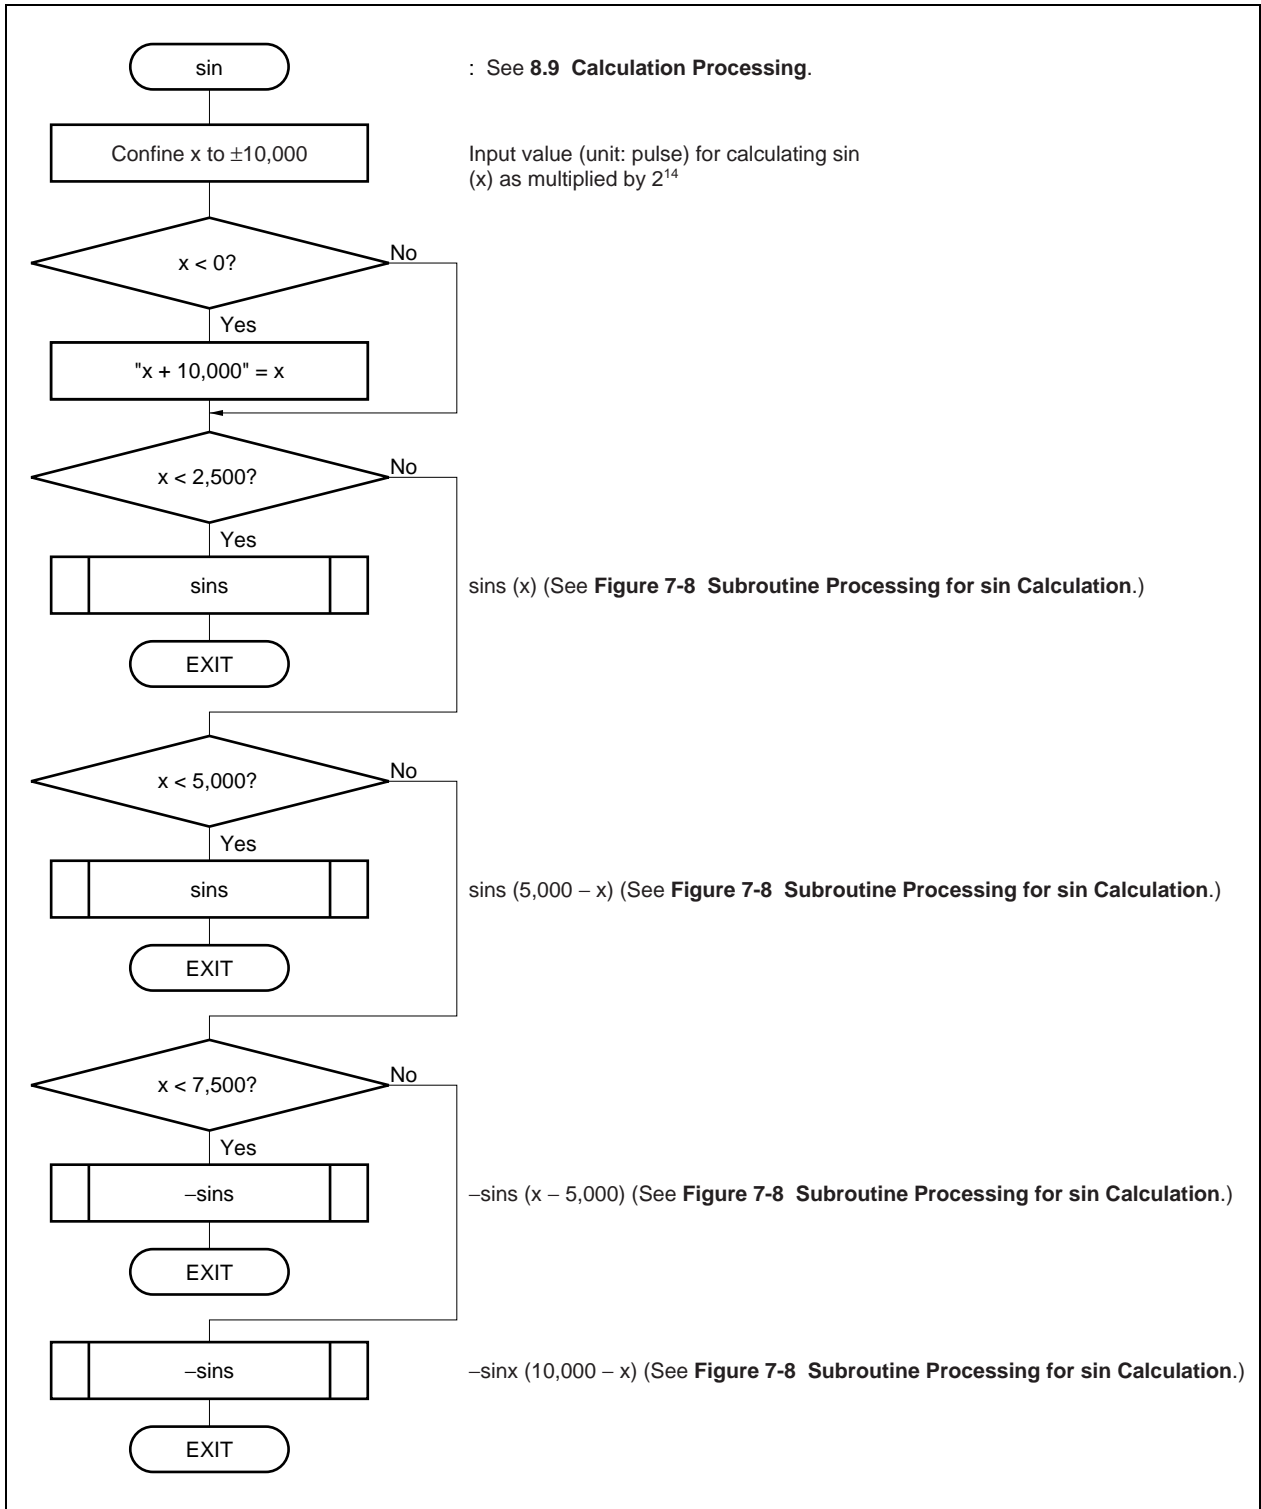 sin
: See 8.9 Calculation Processing.
Confine x to ±10,000
Input value (unit: pulse) for calculating sin
(x) as multiplied by 2¹⁴
x < 0?
No
Yes
"x + 10,000" = x
x < 2,500?
No
Yes
sins
sins (x) (See Figure 7-8 Subroutine Processing for sin Calculation.)
EXIT
x < 5,000?
No
Yes
sins
sins (5,000 − x) (See Figure 7-8 Subroutine Processing for sin Calculation.)
EXIT
x < 7,500?
No
Yes
−sins
−sins (x − 5,000) (See Figure 7-8 Subroutine Processing for sin Calculation.)
EXIT
−sins
−sinx (10,000 − x) (See Figure 7-8 Subroutine Processing for sin Calculation.)
EXIT